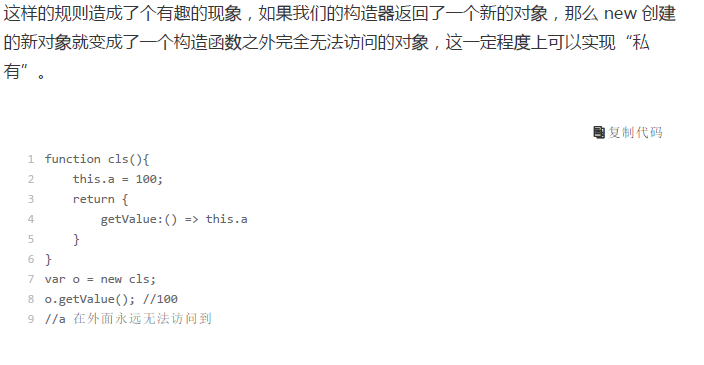 这样的规则造成了个有趣的现象，如果我们的构造器返回了一个新的对象，那么 new 创建
的新对象就变成了一个构造函数之外完全无法访问的对象，这一定程度上可以实现“私
有”。
复制代码
1 function cls(){
2     this.a = 100;
3     return {
4         getValue:() => this.a
5     }
6 }
7 var o = new cls;
8 o.getValue(); //100
9 //a 在外面永远无法访问到